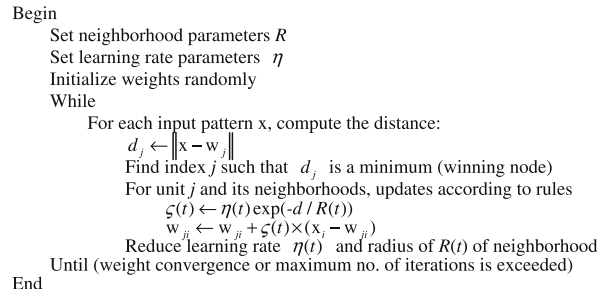 Begin
Set neighborhood parameters R
Set learning rate parameters η
Initialize weights randomly
While
For each input pattern x, compute the distance:
d_j ← ‖x − w_j‖
Find index j such that d_j is a minimum (winning node)
For unit j and its neighborhoods, updates according to rules
ς(t) ← η(t) exp(-d / R(t))
w_ji ← w_ji + ς(t)×(x_i − w_ji)
Reduce learning rate η(t) and radius of R(t) of neighborhood
Until (weight convergence or maximum no. of iterations is exceeded)
End